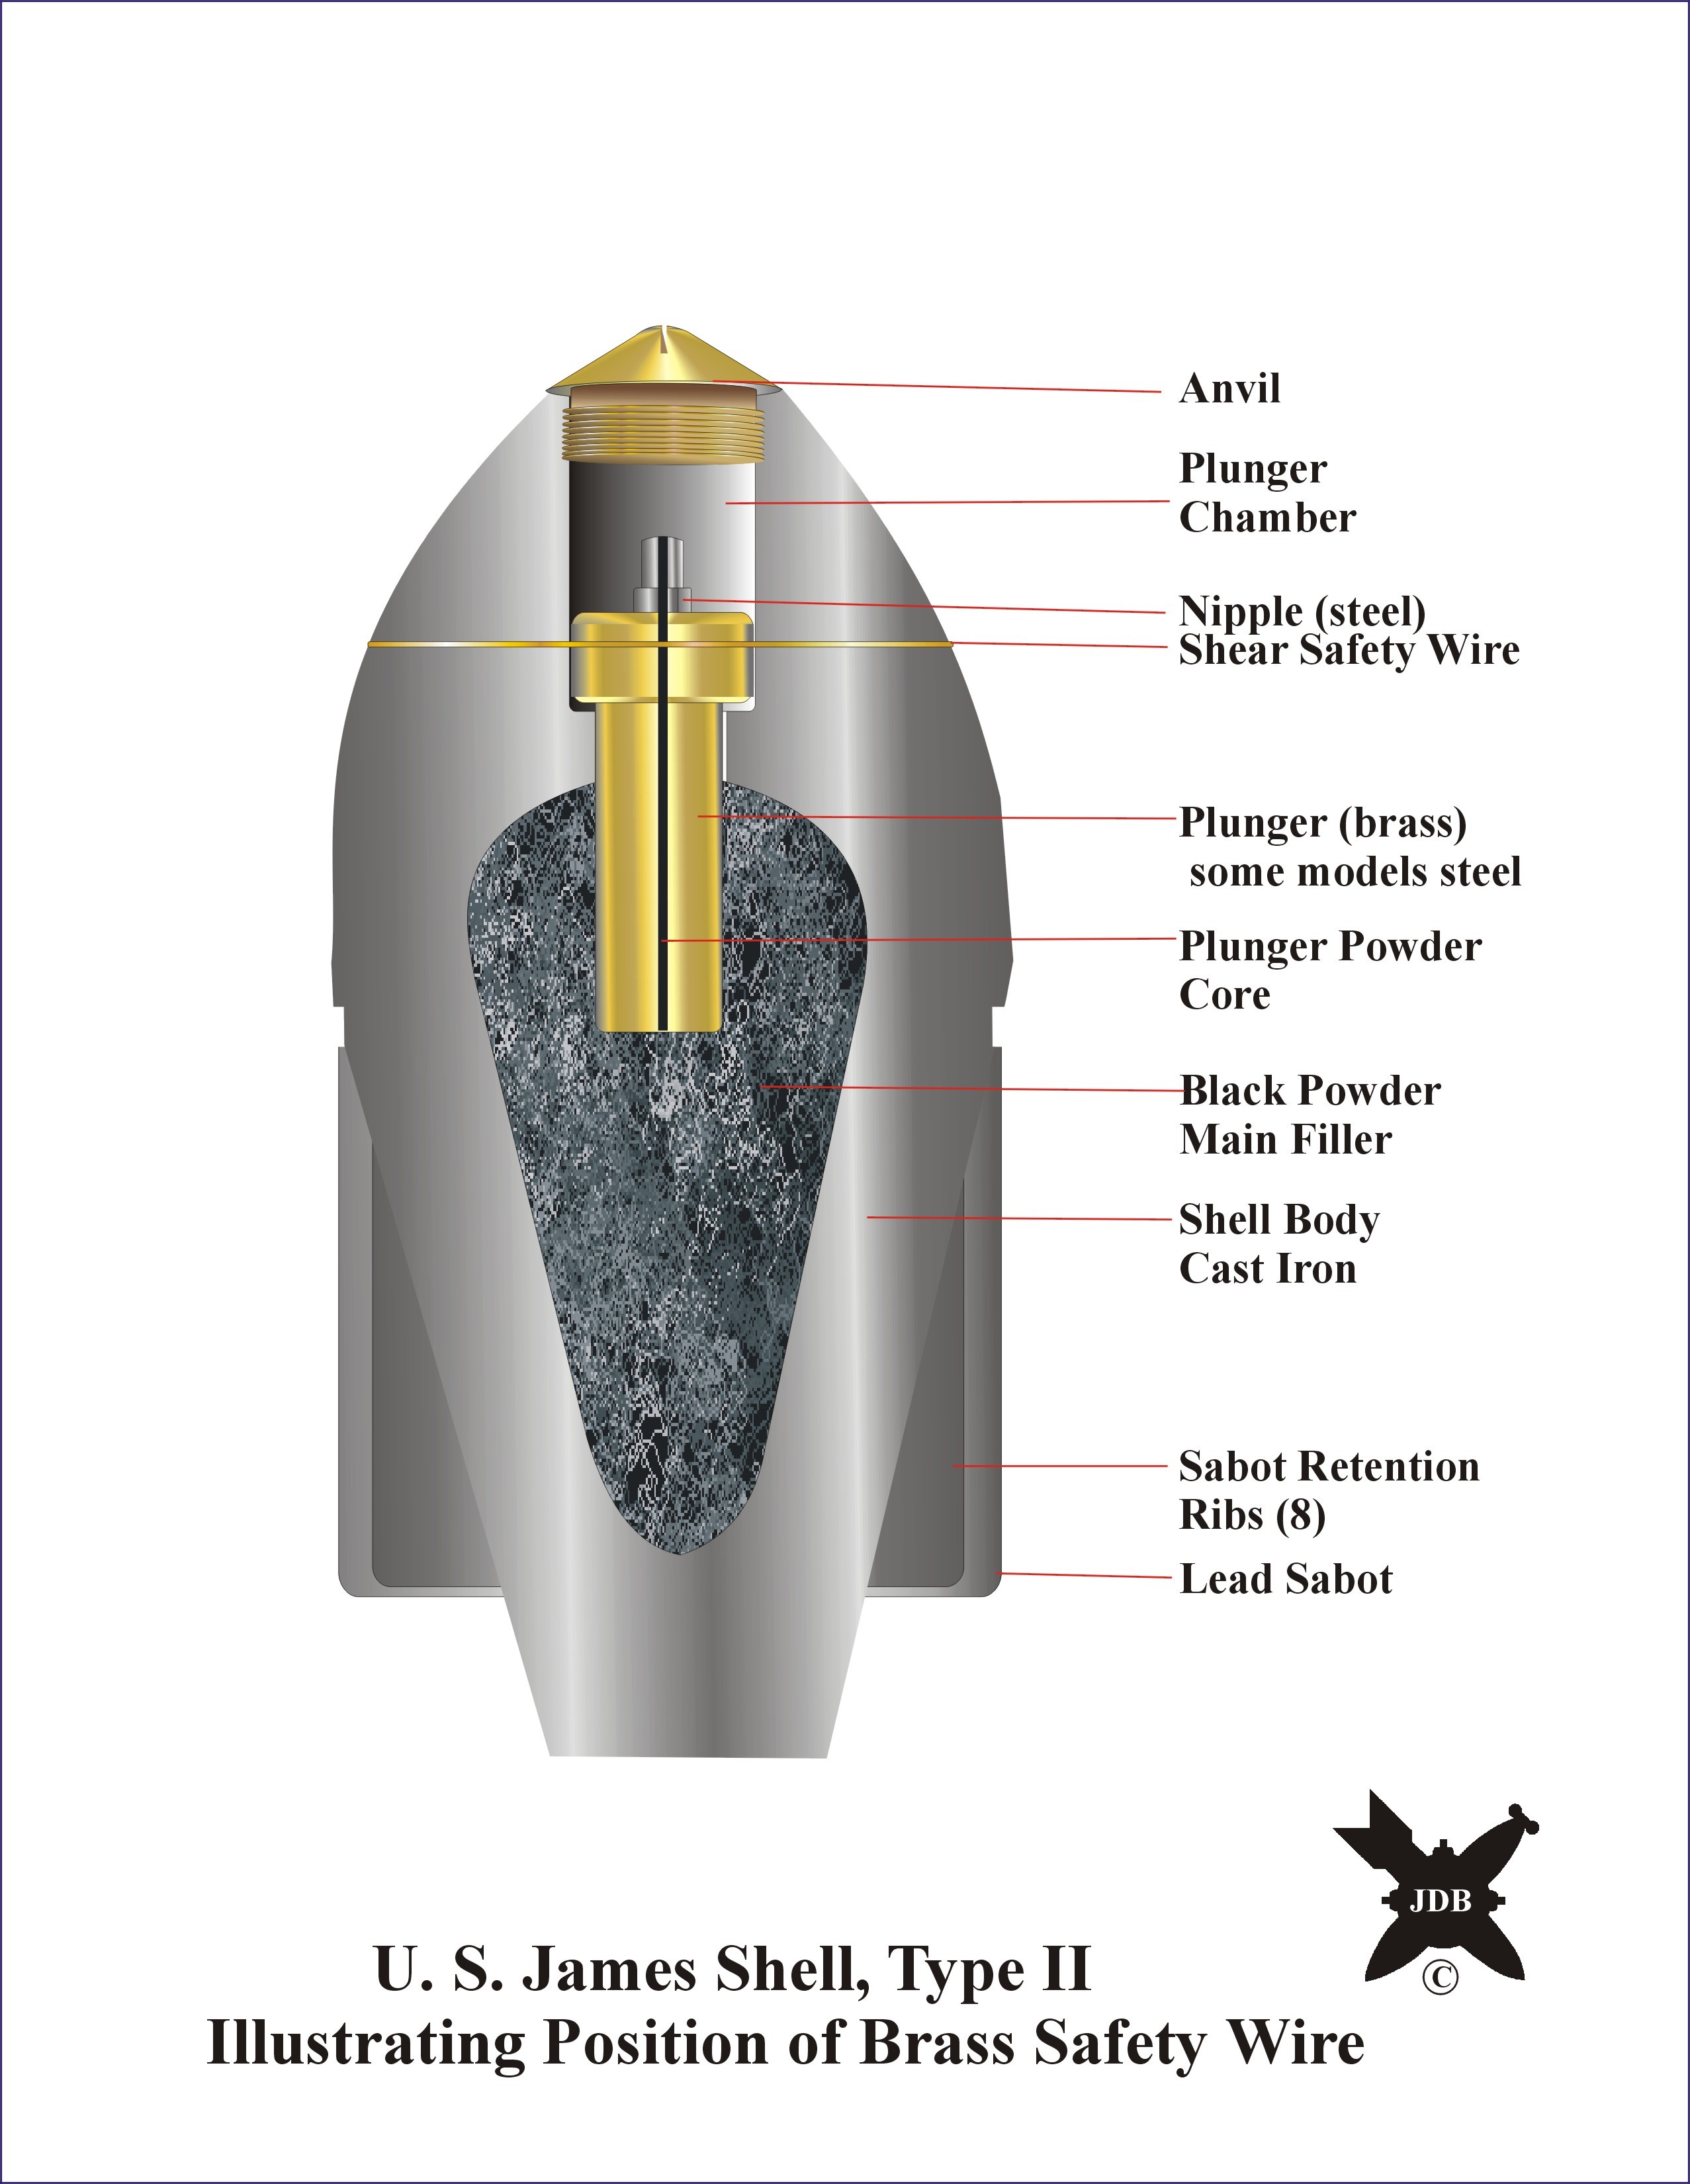 Anvil
Plunger
Chamber
Nipple (steel)
Shear Safety Wire
Plunger (brass)
some models steel
Plunger Powder
Core
Black Powder
Main Filler
Shell Body
Cast Iron
Sabot Retention
Ribs (8)
Lead Sabot
JDB
©
U. S. James Shell, Type II
Illustrating Position of Brass Safety Wire